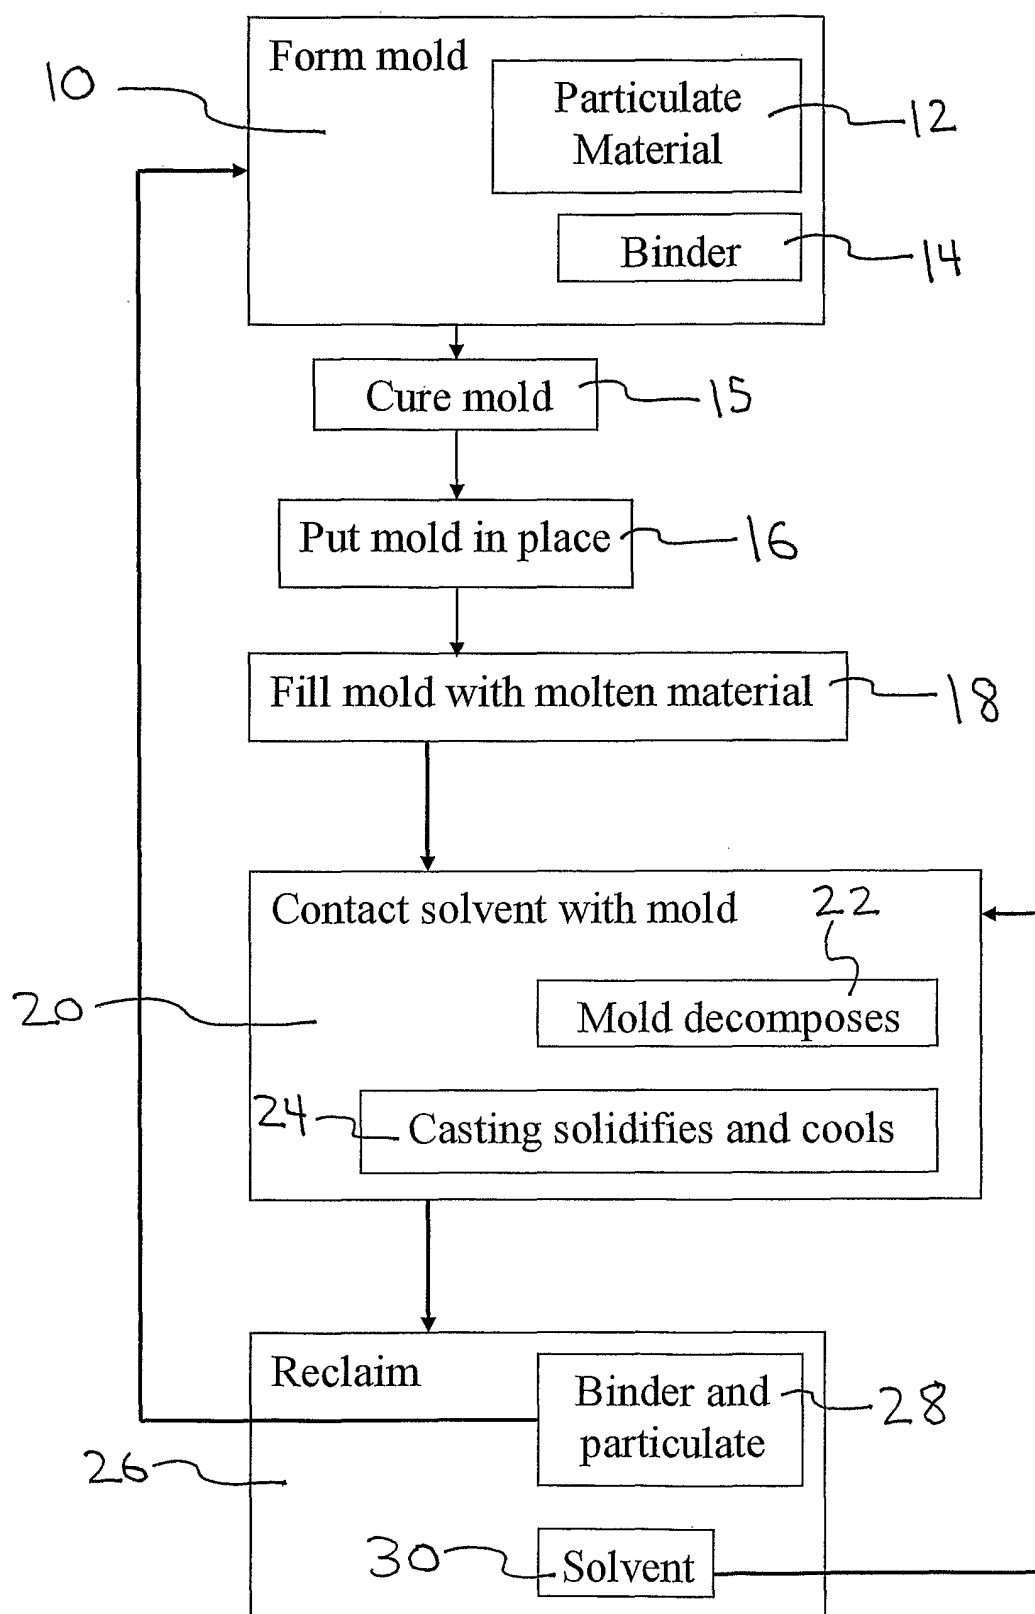 Form mold
10
Particulate
Material
12
Binder
14
Cure mold
15
Put mold in place
16
Fill mold with molten material
18
Contact solvent with mold
22
20
Mold decomposes
24
Casting solidifies and cools
Reclaim
Binder and
particulate
28
26
30
Solvent